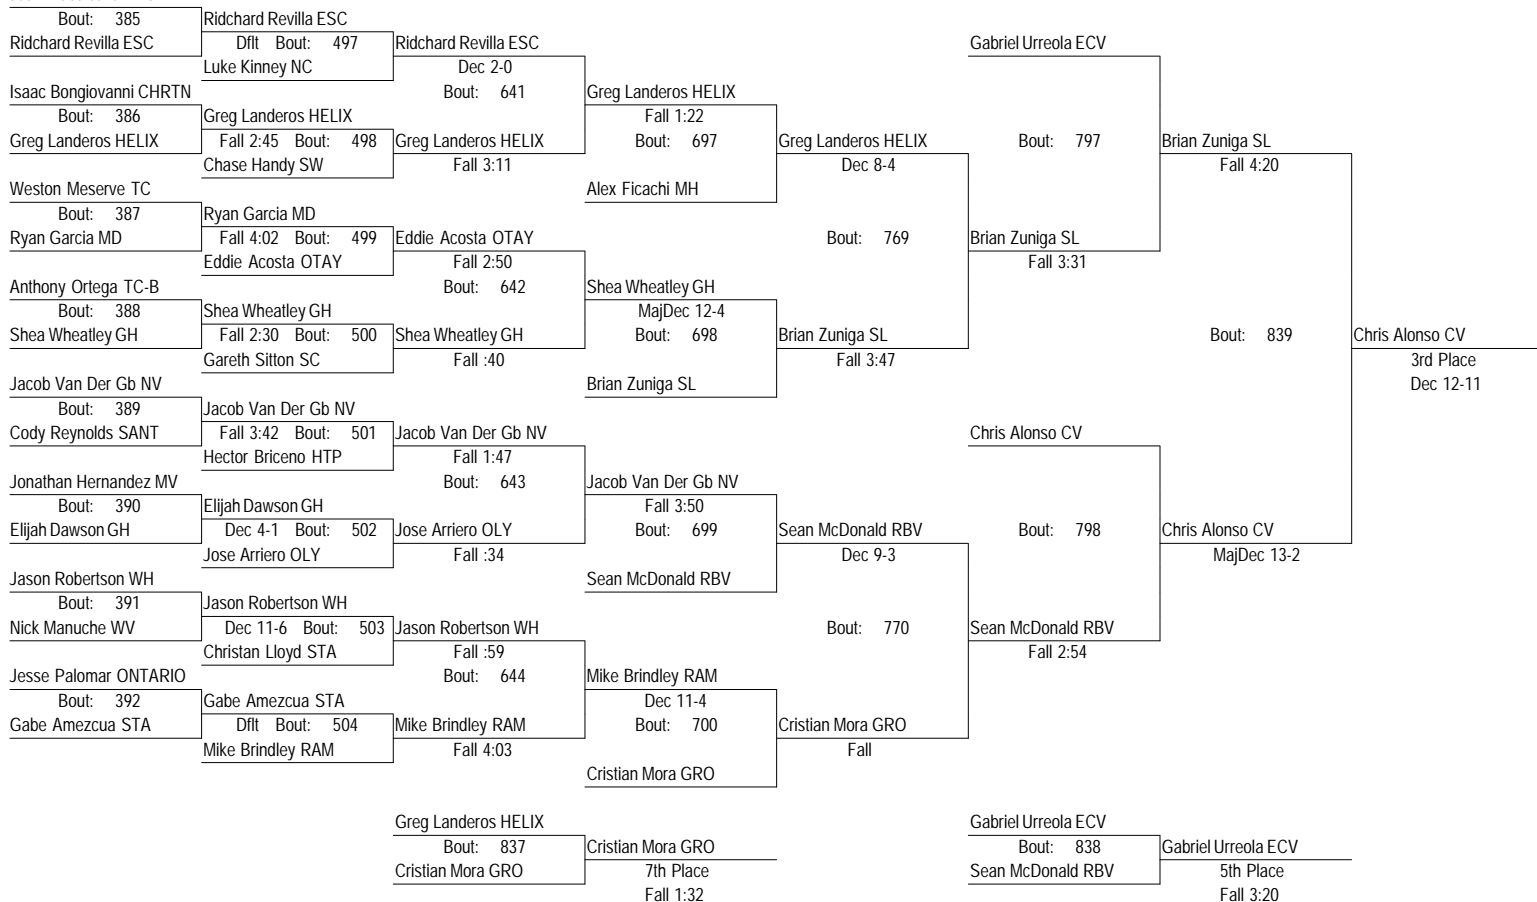 Bout: 385
Ridchard Revilla ESC
Ridchard Revilla ESC
Dflt Bout: 497
Luke Kinney NC
Ridchard Revilla ESC
Dec 2-0
Bout: 641
Isaac Bongiovanni CHRTN
Bout: 386
Greg Landeros HELIX
Greg Landeros HELIX
Fall 2:45 Bout: 498
Chase Handy SW
Greg Landeros HELIX
Fall 3:11
Greg Landeros HELIX
Fall 1:22
Bout: 697
Alex Ficachi MH
Greg Landeros HELIX
Dec 8-4
Weston Meserve TC
Bout: 387
Ryan Garcia MD
Ryan Garcia MD
Fall 4:02 Bout: 499
Eddie Acosta OTAY
Eddie Acosta OTAY
Fall 2:50
Bout: 642
Anthony Ortega TC-B
Bout: 388
Shea Wheatley GH
Shea Wheatley GH
Fall 2:30 Bout: 500
Gareth Sitton SC
Shea Wheatley GH
Fall :40
Shea Wheatley GH
MajDec 12-4
Bout: 698
Brian Zuniga SL
Brian Zuniga SL
Fall 3:47
Bout: 769
Brian Zuniga SL
Fall 3:31
Gabriel Urreola ECV
Bout: 797
Brian Zuniga SL
Fall 4:20
Jacob Van Der Gb NV
Bout: 389
Cody Reynolds SANT
Jacob Van Der Gb NV
Fall 3:42 Bout: 501
Hector Briceno HTP
Jacob Van Der Gb NV
Fall 1:47
Bout: 643
Jonathan Hernandez MV
Bout: 390
Elijah Dawson GH
Elijah Dawson GH
Dec 4-1 Bout: 502
Jose Arriero OLY
Jose Arriero OLY
Fall :34
Jacob Van Der Gb NV
Fall 3:50
Bout: 699
Sean McDonald RBV
Sean McDonald RBV
Dec 9-3
Jason Robertson WH
Bout: 391
Nick Manuche WV
Jason Robertson WH
Dec 11-6 Bout: 503
Christan Lloyd STA
Jason Robertson WH
Fall :59
Bout: 644
Jesse Palomar ONTARIO
Bout: 392
Gabe Amezcua STA
Gabe Amezcua STA
Dflt Bout: 504
Mike Brindley RAM
Mike Brindley RAM
Fall 4:03
Mike Brindley RAM
Dec 11-4
Bout: 700
Cristian Mora GRO
Cristian Mora GRO
Fall
Bout: 770
Sean McDonald RBV
Fall 2:54
Chris Alonso CV
Bout: 798
Chris Alonso CV
MajDec 13-2
Bout: 839
Chris Alonso CV
3rd Place
Dec 12-11
Greg Landeros HELIX
Bout: 837
Cristian Mora GRO
Cristian Mora GRO
7th Place
Fall 1:32
Gabriel Urreola ECV
Bout: 838
Sean McDonald RBV
Gabriel Urreola ECV
5th Place
Fall 3:20